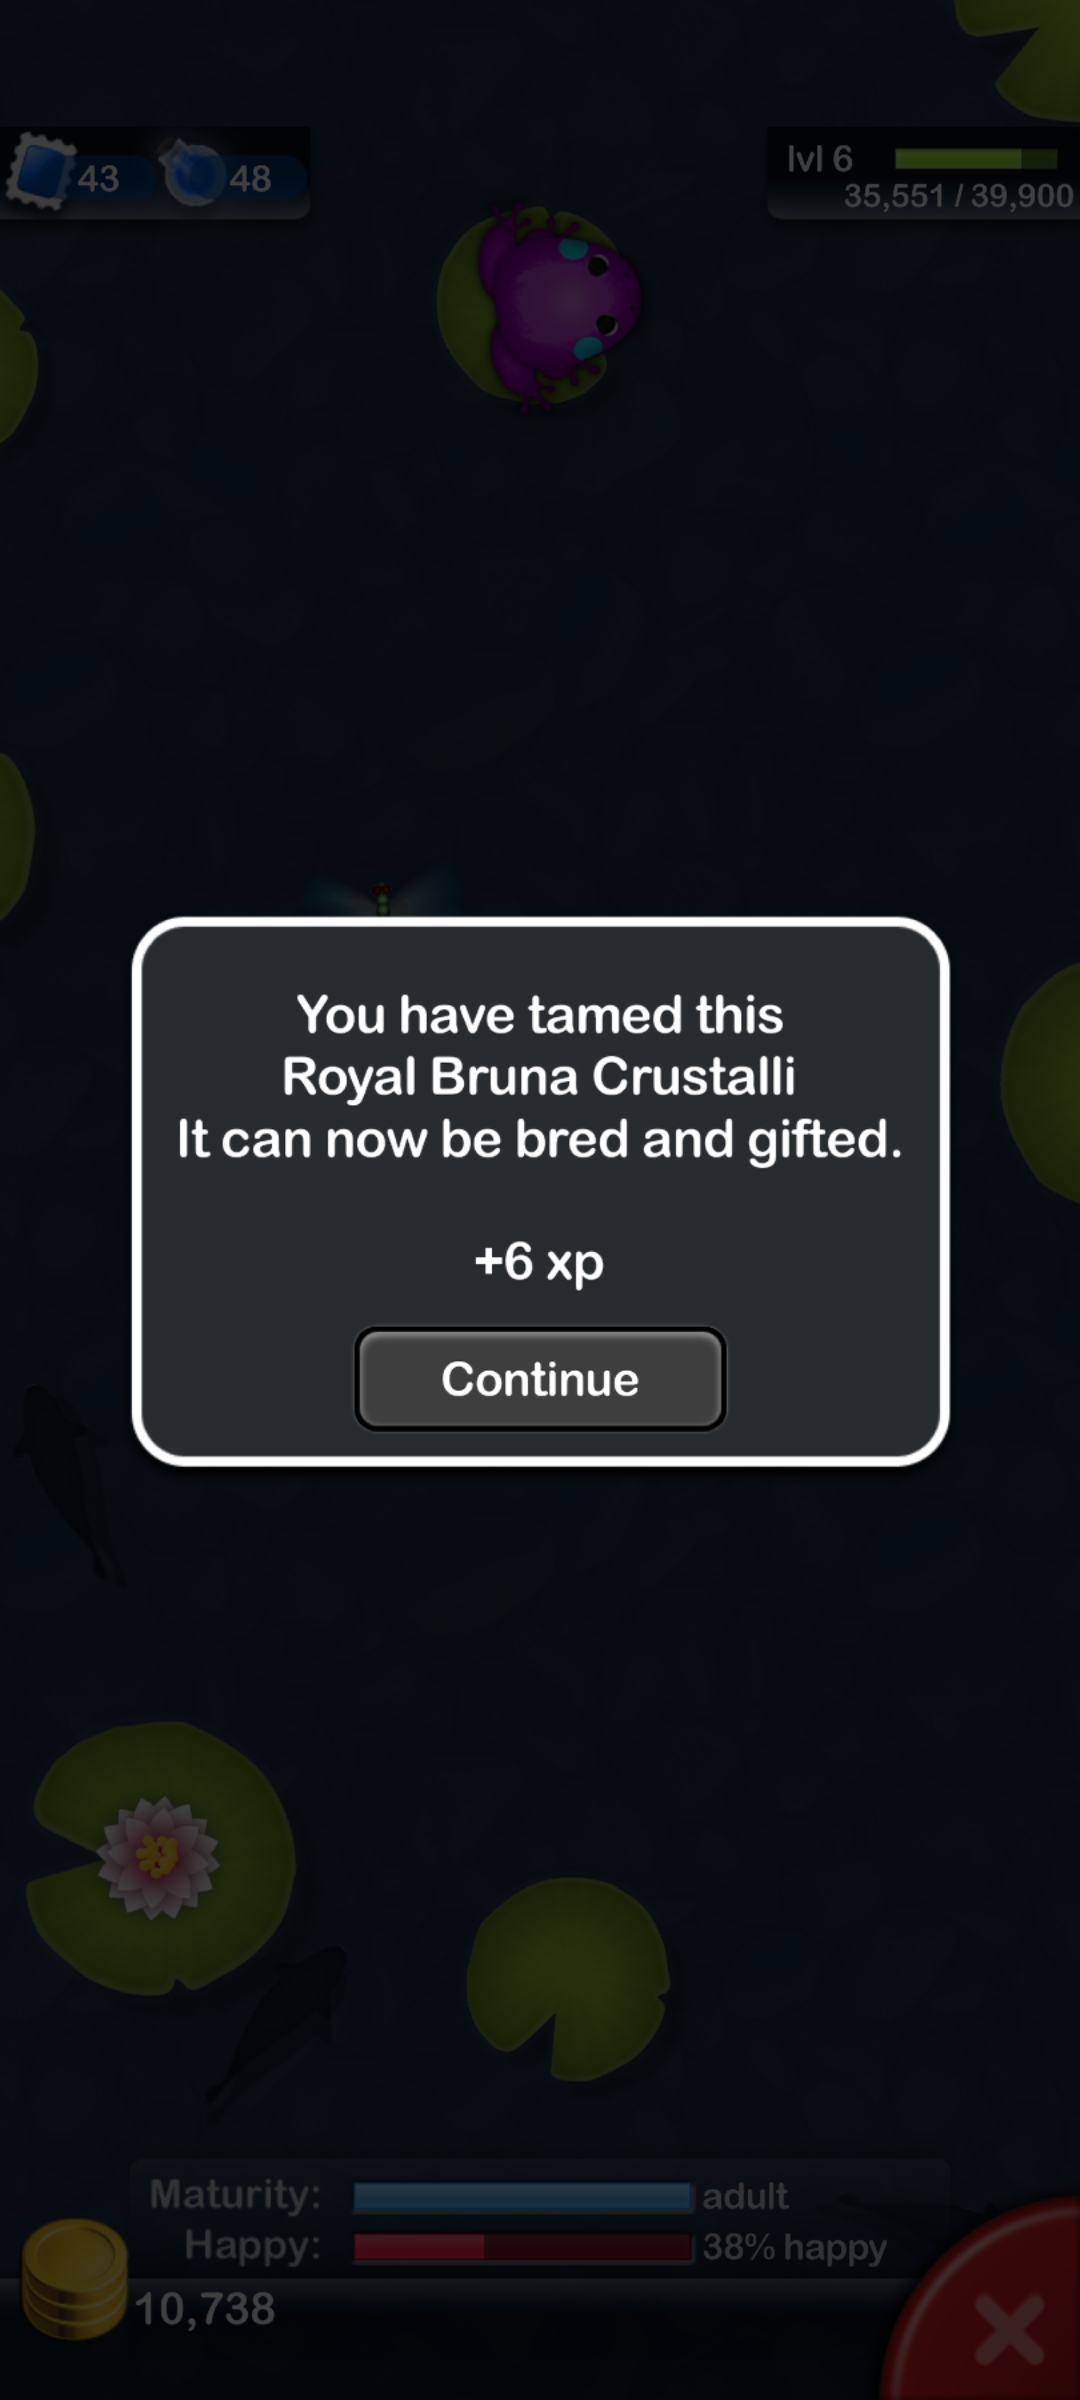 43
48
lvl 6
35,551 / 39,900
You have tamed this
Royal Bruna Crustalli
It can now be bred and gifted.
+6 xp
Continue
Maturity: adult
Happy: 38% happy
10,738